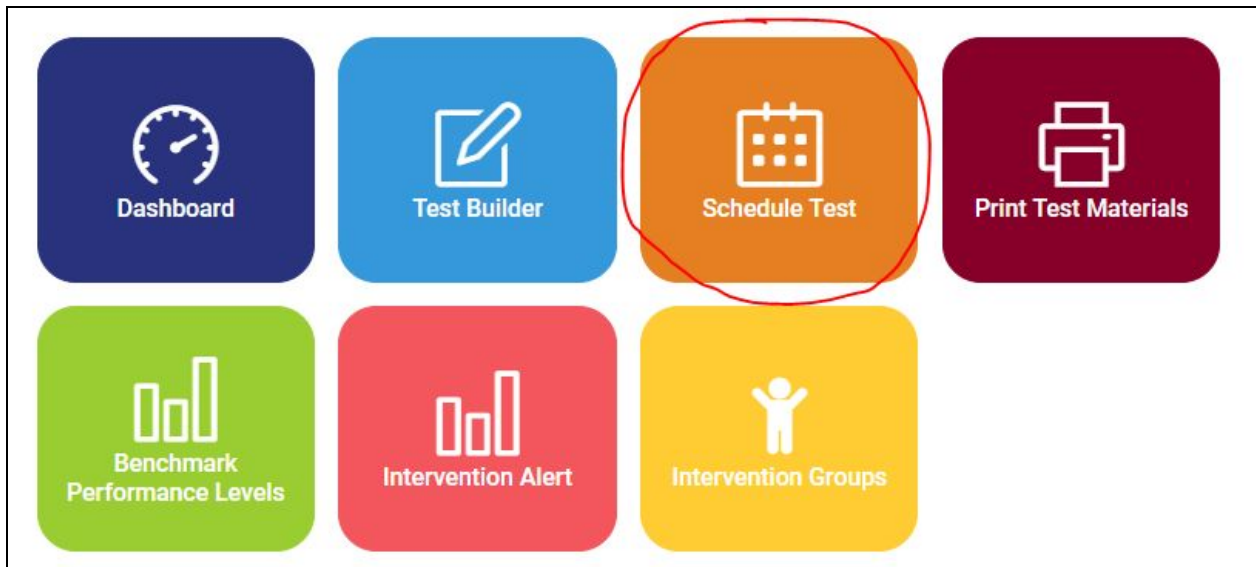 Dashboard
Test Builder
Schedule Test
Print Test Materials
Benchmark
Performance Levels
Intervention Alert
Intervention Groups